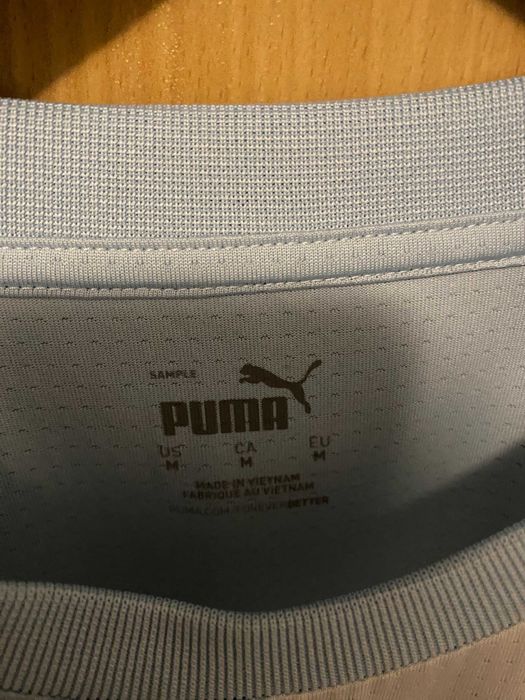 SAMPLE
PUMA
US CA EU
M M M
MADE IN VIETNAM
FABRIQUÉ AU VIETNAM
PUMA.COM/FOREVERBETTER